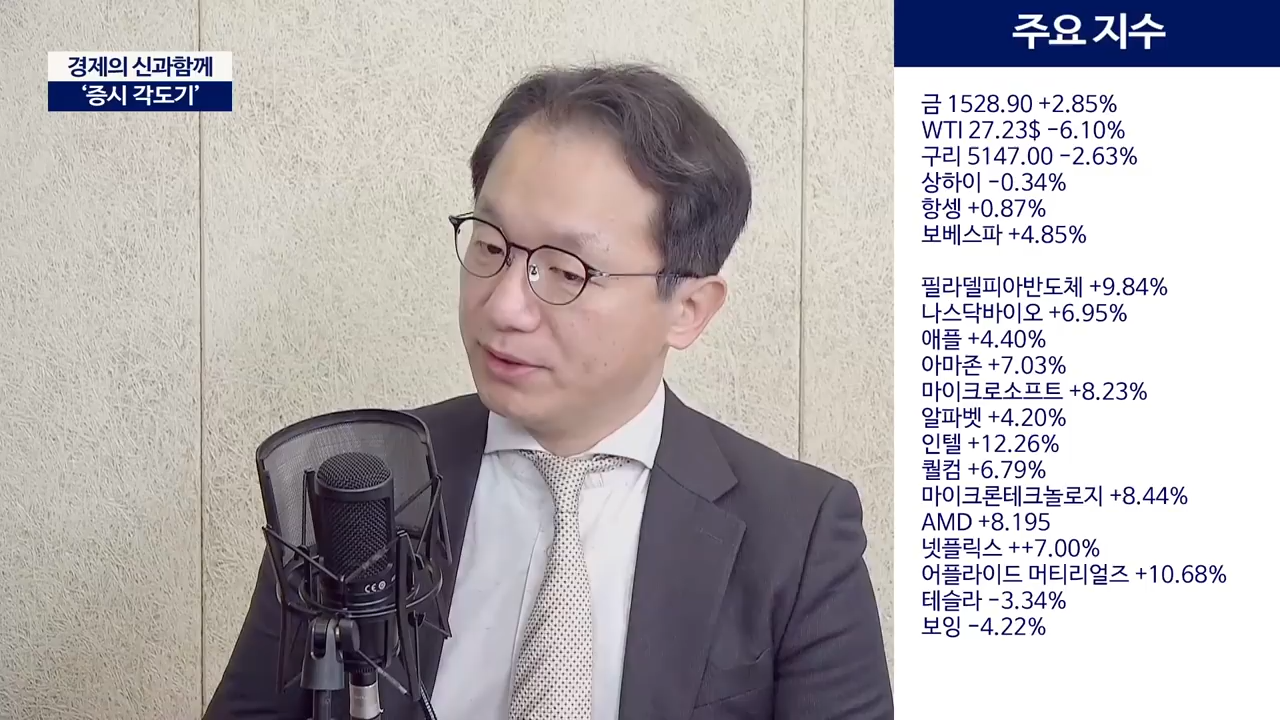 경제의 신과함께
‘증시 각도기’
주요 지수
금 1528.90 +2.85%
WTI 27.23$ -6.10%
구리 5147.00 -2.63%
상하이 -0.34%
항셍 +0.87%
보베스파 +4.85%
필라델피아반도체 +9.84%
나스닥바이오 +6.95%
애플 +4.40%
아마존 +7.03%
마이크로소프트 +8.23%
알파벳 +4.20%
인텔 +12.26%
퀄컴 +6.79%
마이크론테크놀로지 +8.44%
AMD +8.195
넷플릭스 ++7.00%
어플라이드 머티리얼즈 +10.68%
테슬라 -3.34%
보잉 -4.22%
CE